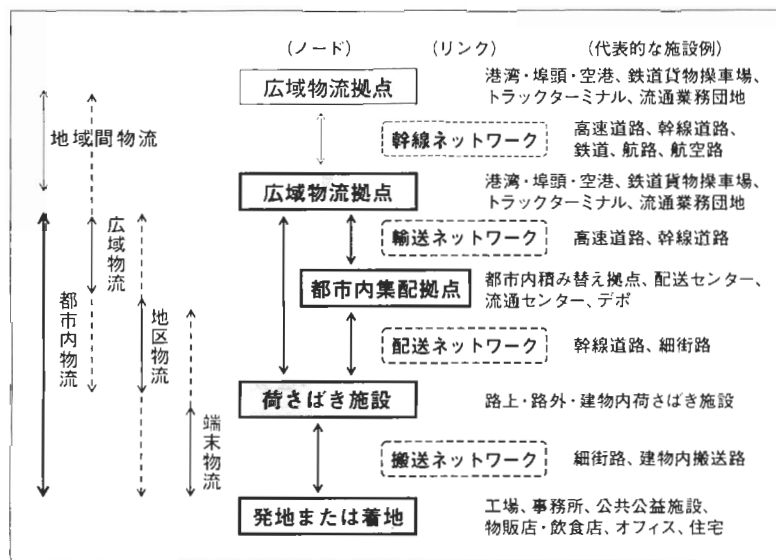 （ノード）
（リンク）
（代表的な施設例）
広域物流拠点
港湾・埠頭・空港、鉄道貨物操車場、
トラックターミナル、流通業務団地
地域間物流
幹線ネットワーク
高速道路、幹線道路、
鉄道、航路、航空路
広域物流拠点
港湾・埠頭・空港、鉄道貨物操車場、
トラックターミナル、流通業務団地
広域物流
輸送ネットワーク
高速道路、幹線道路
都市内物流
地区物流
都市内集配拠点
都市内積み替え拠点、配送センター、
流通センター、デポ
配送ネットワーク
幹線道路、細街路
荷さばき施設
路上・路外・建物内荷さばき施設
端末物流
搬送ネットワーク
細街路、建物内搬送路
発地または着地
工場、事務所、公共公益施設、
物販店・飲食店、オフィス、住宅